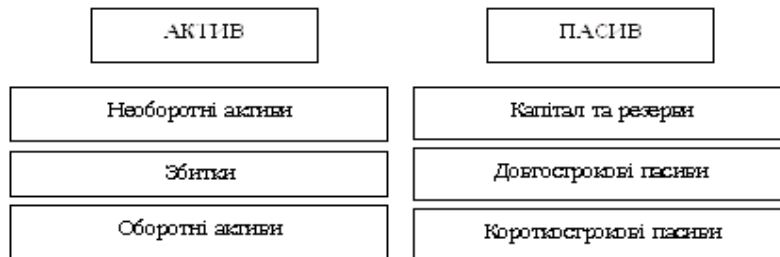 АКТИВ
ПАСИВ
Необоротні активи
Капітал та резерви
Збитки
Довгострокові пасиви
Оборотні активи
Короткострокові пасиви